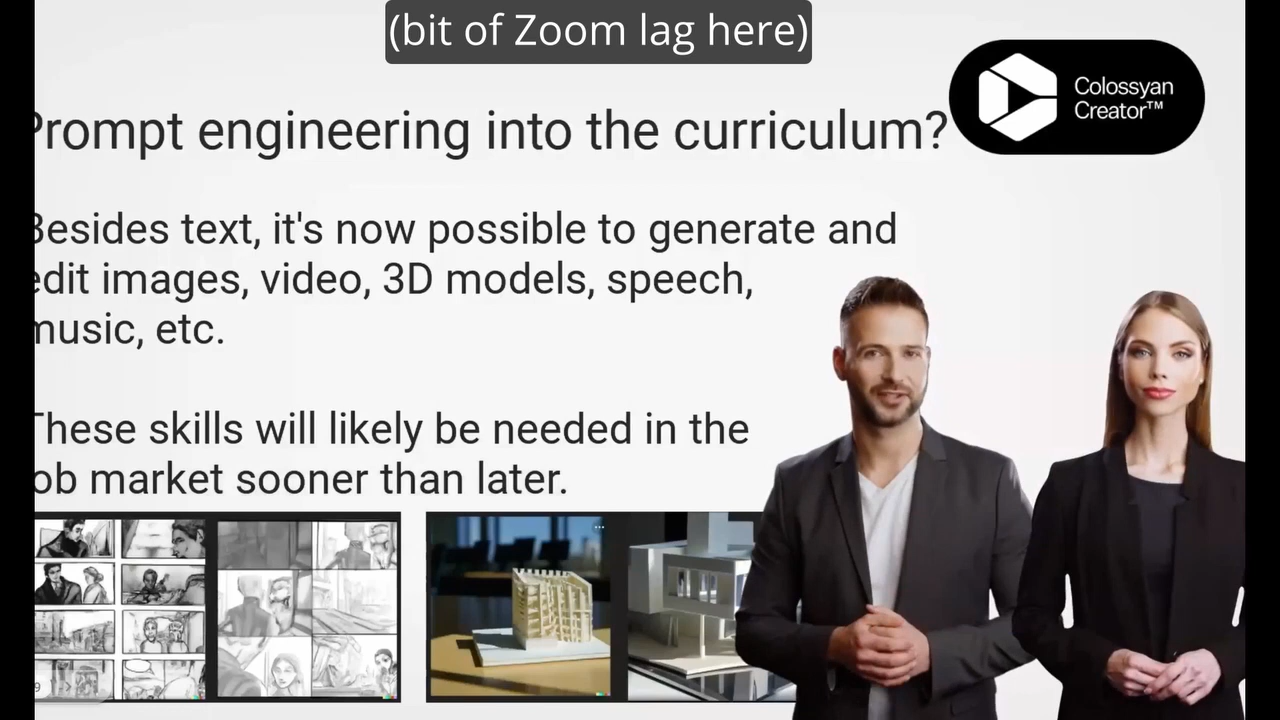 (bit of Zoom lag here)
Colossyan
Creator™
Prompt engineering into the curriculum?
Besides text, it's now possible to generate and
edit images, video, 3D models, speech,
music, etc.
These skills will likely be needed in the
job market sooner than later.